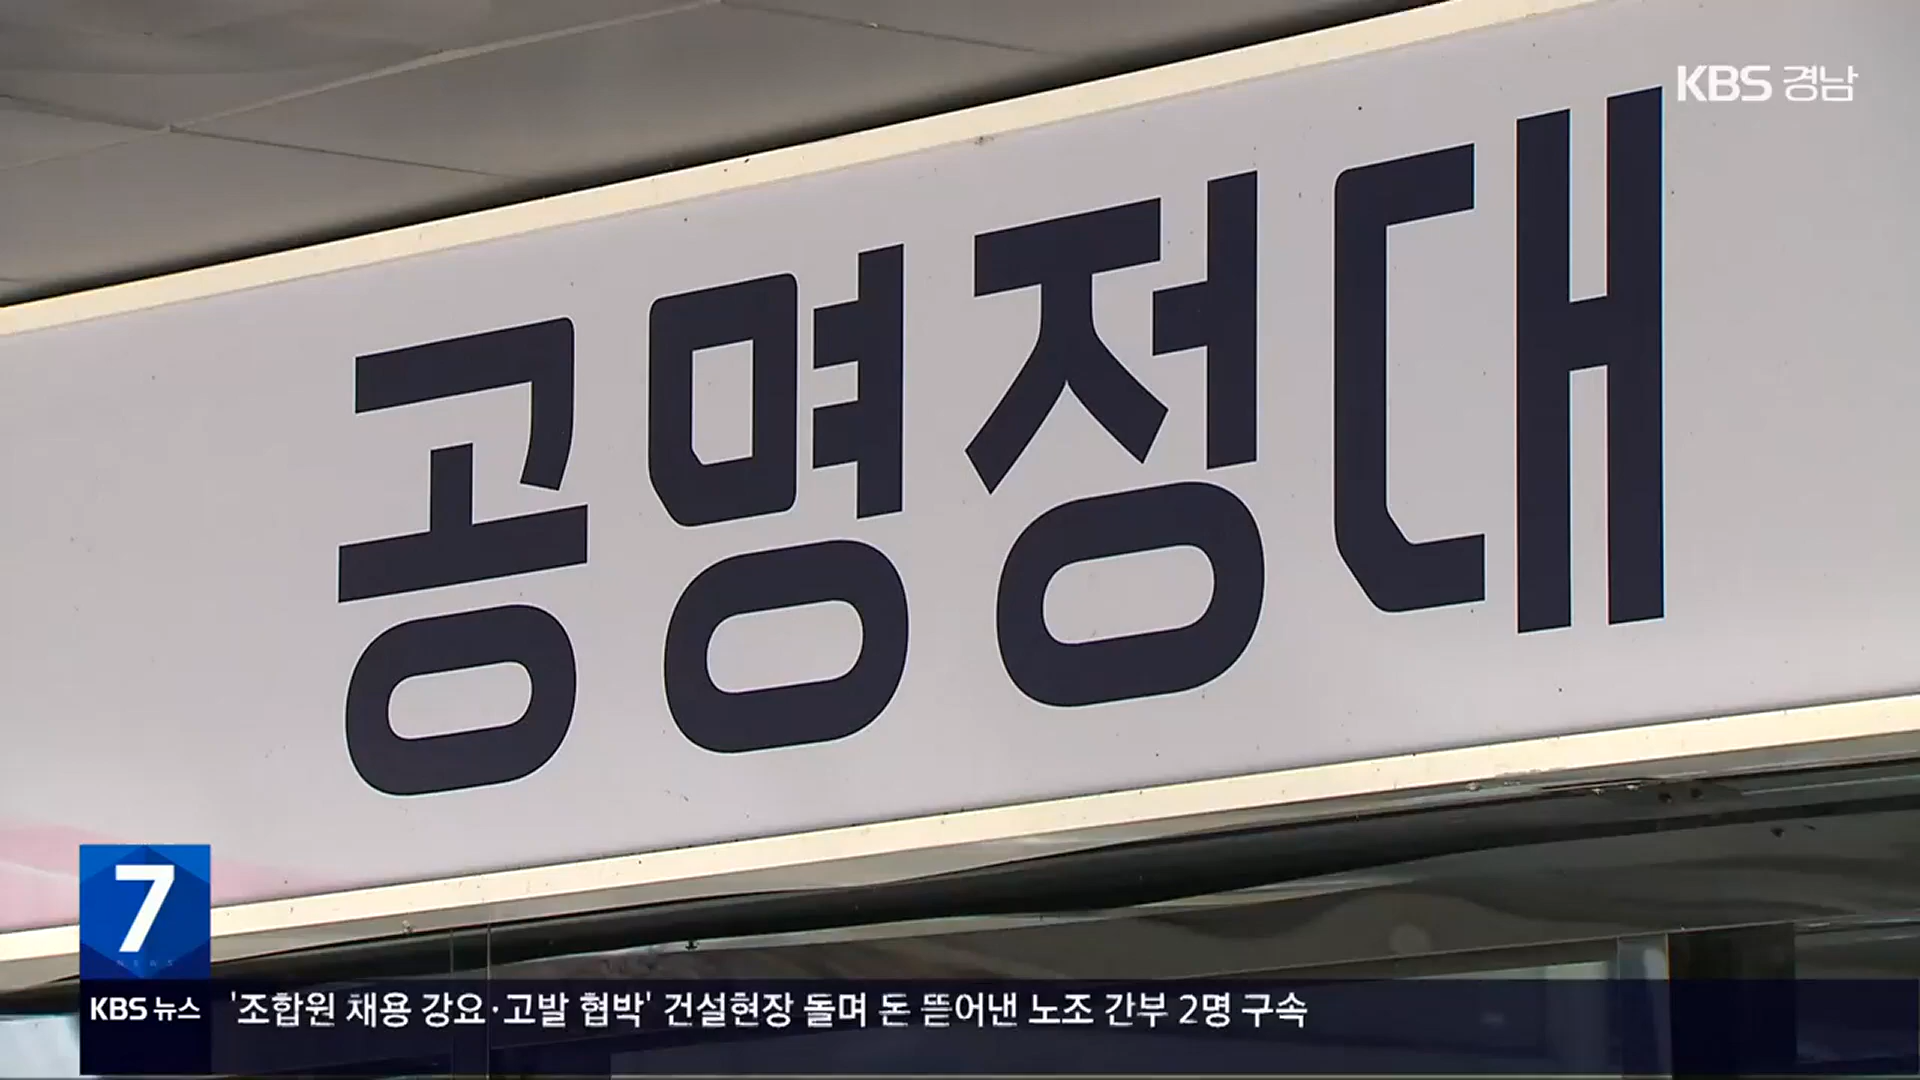 KBS 경남
공명정대
7
NEWS
KBS 뉴스
'조합원 채용 강요·고발 협박' 건설현장 돌며 돈 뜯어낸 노조 간부 2명 구속